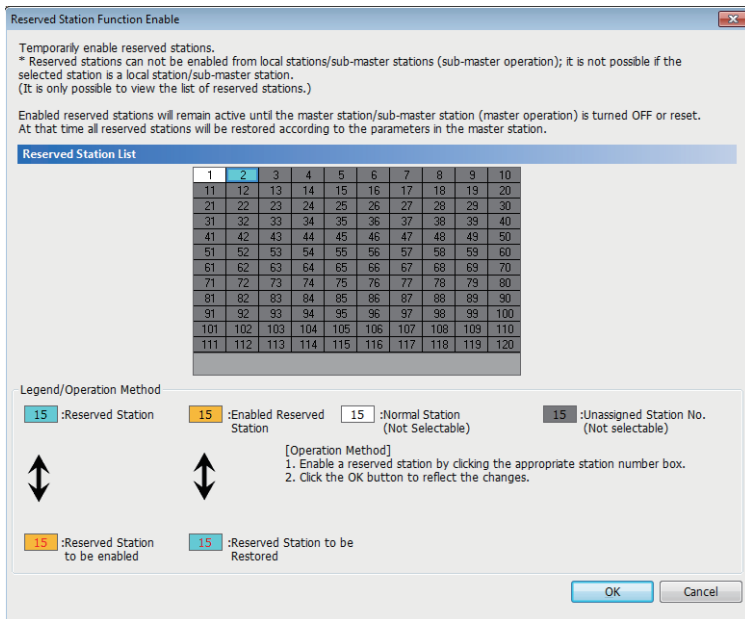 Reserved Station Function Enable
Temporarily enable reserved stations.
* Reserved stations can not be enabled from local stations/sub-master stations (sub-master operation); it is not possible if the
selected station is a local station/sub-master station.
(It is only possible to view the list of reserved stations.)
Enabled reserved stations will remain active until the master station/sub-master station (master operation) is turned OFF or reset.
At that time all reserved stations will be restored according to the parameters in the master station.
Reserved Station List
1 2 3 4 5 6 7 8 9 10
11 12 13 14 15 16 17 18 19 20
21 22 23 24 25 26 27 28 29 30
31 32 33 34 35 36 37 38 39 40
41 42 43 44 45 46 47 48 49 50
51 52 53 54 55 56 57 58 59 60
61 62 63 64 65 66 67 68 69 70
71 72 73 74 75 76 77 78 79 80
81 82 83 84 85 86 87 88 89 90
91 92 93 94 95 96 97 98 99 100
101 102 103 104 105 106 107 108 109 110
111 112 113 114 115 116 117 118 119 120
Legend/Operation Method
15 :Reserved Station 15 :Enabled Reserved 15 :Normal Station 15 :Unassigned Station No.
Station (Not Selectable) (Not selectable)
[Operation Method]
1. Enable a reserved station by clicking the appropriate station number box.
2. Click the OK button to reflect the changes.
15 :Reserved Station 15 :Reserved Station to be
to be enabled Restored
OK Cancel